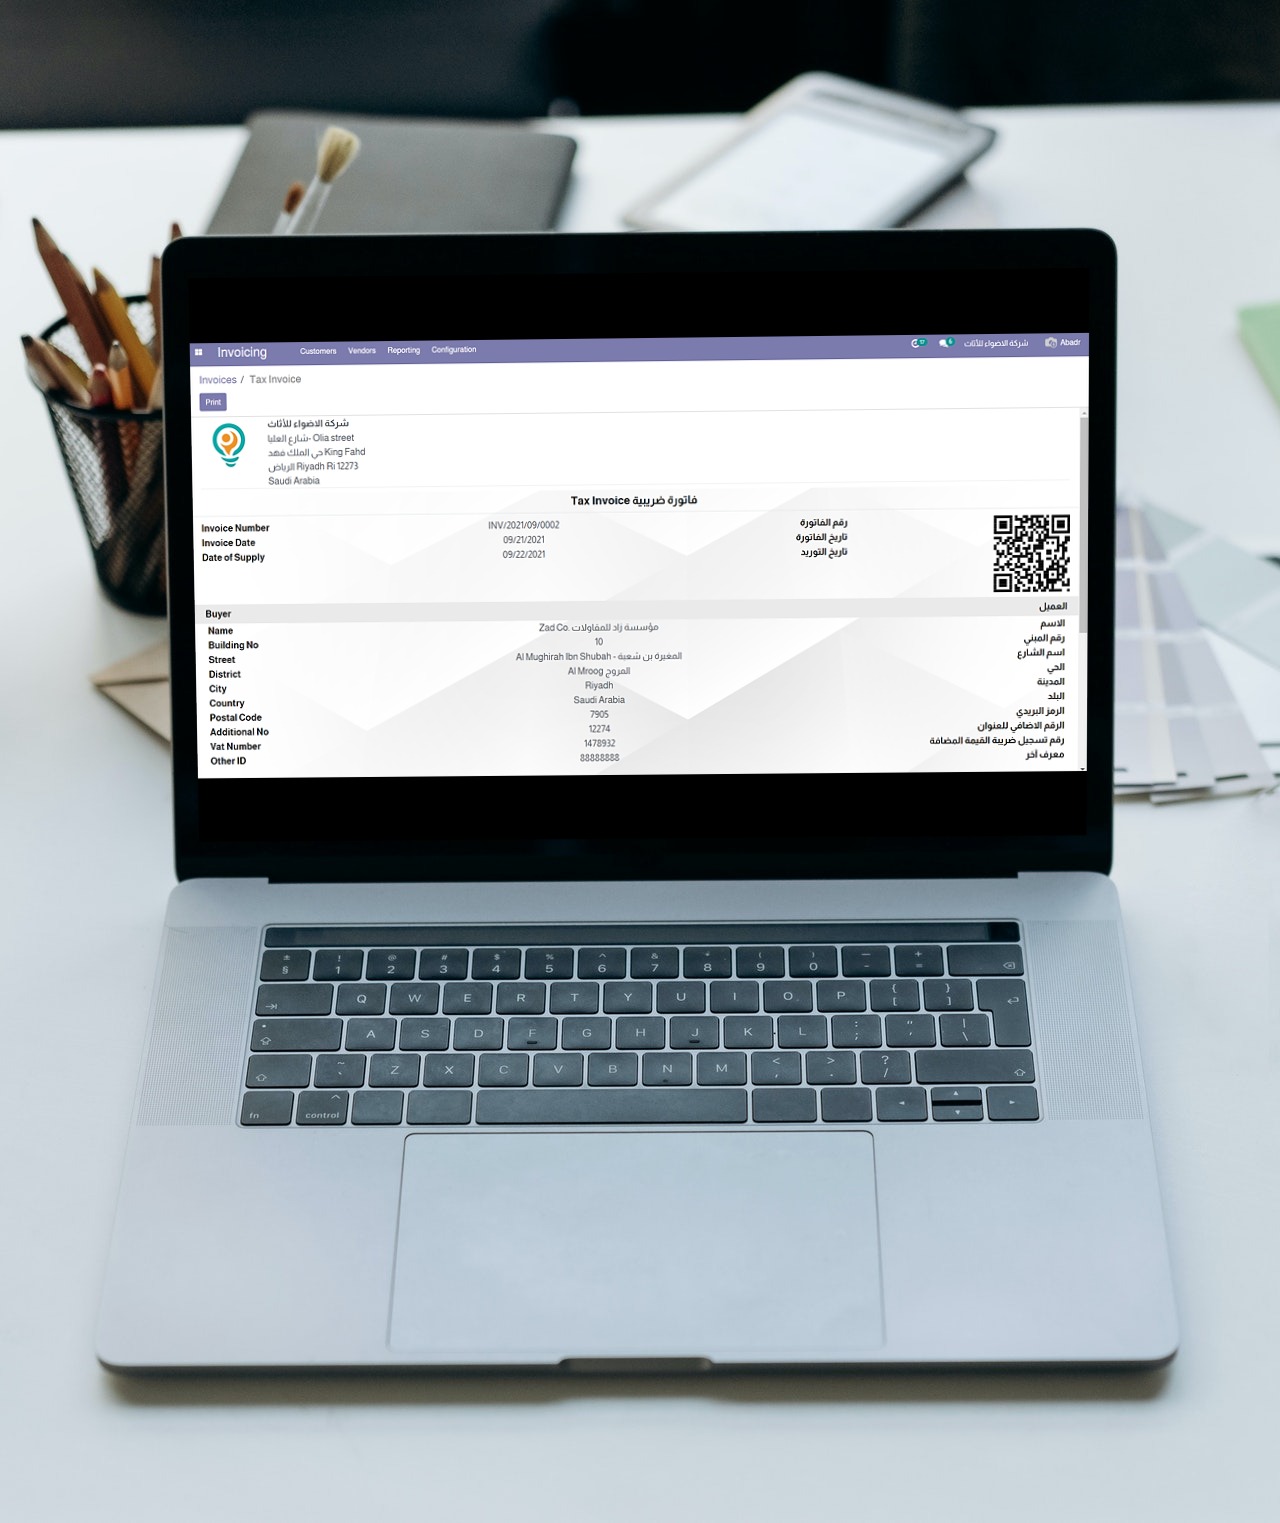 Invoicing Customers Vendors Reporting Configuration 17 5 شركة الاضواء للأثاث Abadr
Invoices / Tax Invoice
Print
شركة الاضواء للأثاث
شارع العليا- Olia street
حي الملك فهد King Fahd
الرياض Riyadh Ri 12273
Saudi Arabia
Tax Invoice فاتورة ضريبية
Invoice Number INV/2021/09/0002 رقم الفاتورة
Invoice Date 09/21/2021 تاريخ الفاتورة
Date of Supply 09/22/2021 تاريخ التوريد
Buyer العميل
Name Zad Co. مؤسسة زاد للمقاولات الاسم
Building No 10 رقم المبني
Street Al Mughirah Ibn Shubah - المغيرة بن شعبة اسم الشارع
District Al Mroog المروج الحي
City Riyadh المدينة
Country Saudi Arabia البلد
Postal Code 7905 الرمز البريدي
Additional No 12274 الرقم الاضافي للعنوان
Vat Number 1478932 رقم تسجيل ضريبة القيمة المضافة
Other ID 88888888 معرف أخر
± ! @ # $ % ^ & * ( ) — +
§ 1 2 3 4 5 6 7 8 9 0 - =
Q W E R T Y U I O P { [ } ]
A S D F G H J K L : ; " ' | \
~ ` Z X C V B N M < , > . ? /
fn control